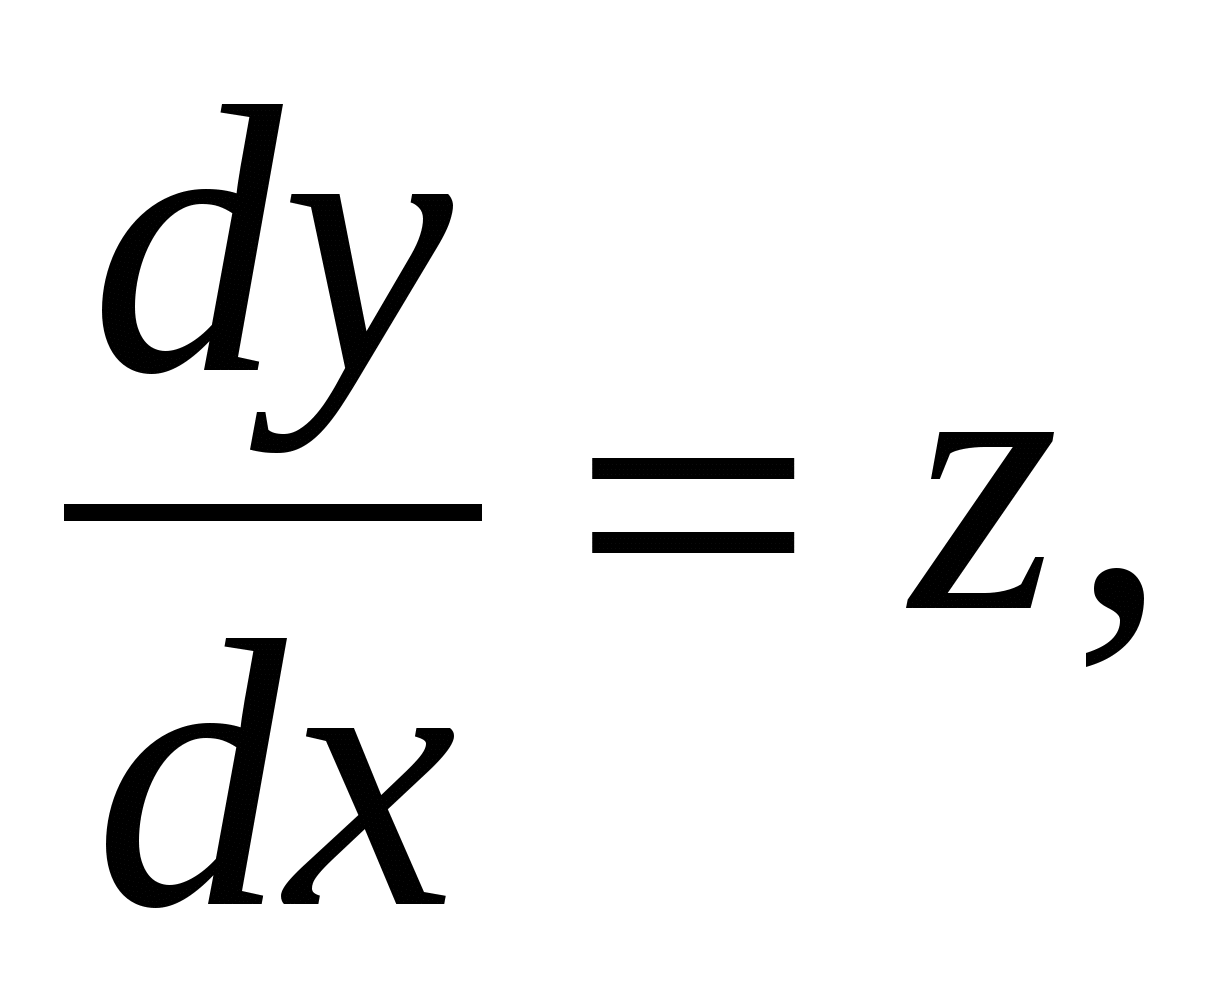 dy/dx = z,